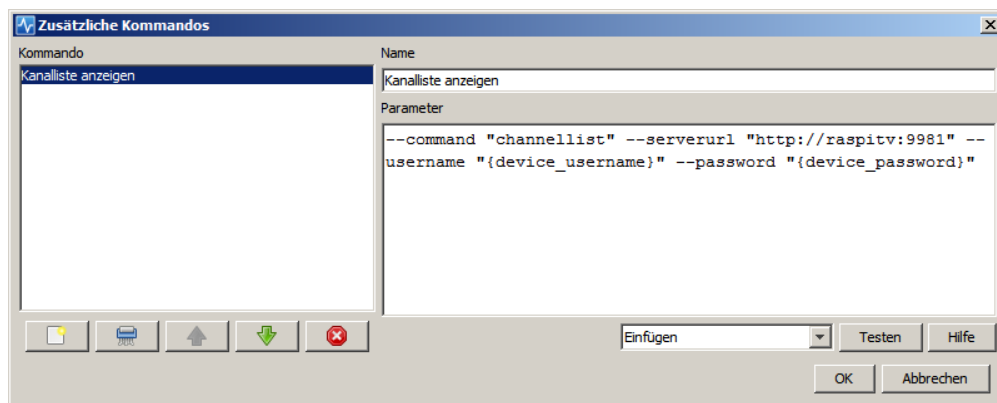 Zusätzliche Kommandos
Kommando
Name
Kanalliste anzeigen
Kanalliste anzeigen
Parameter
--command "channellist" --serverurl "http://raspitv:9981" --
username "{device_username}" --password "{device_password}"
Einfügen
Testen
Hilfe
OK
Abbrechen